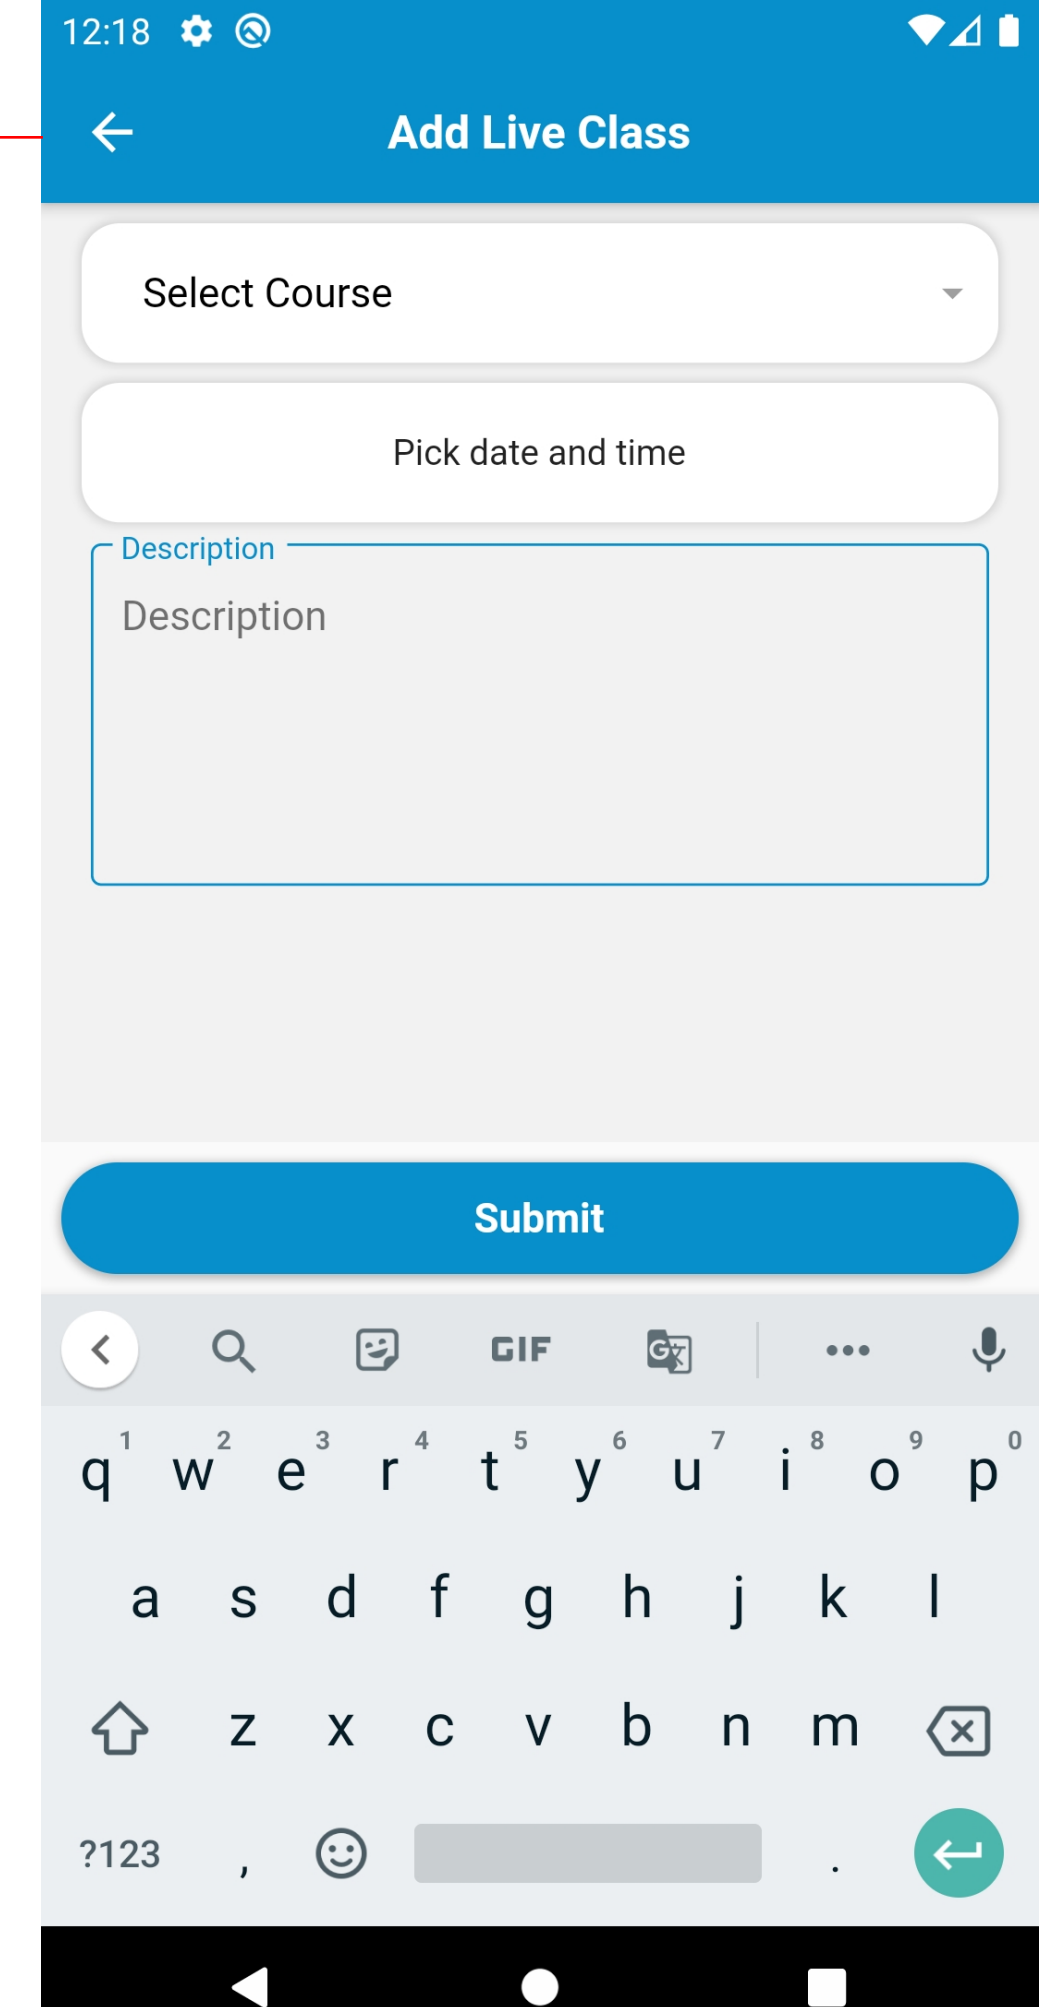 12:18
Add Live Class
Select Course
Pick date and time
Description
Description
Submit
GIF
G
1 2 3 4 5 6 7 8 9 0
q w e r t y u i o p
a s d f g h j k l
z x c v b n m
?123 , .